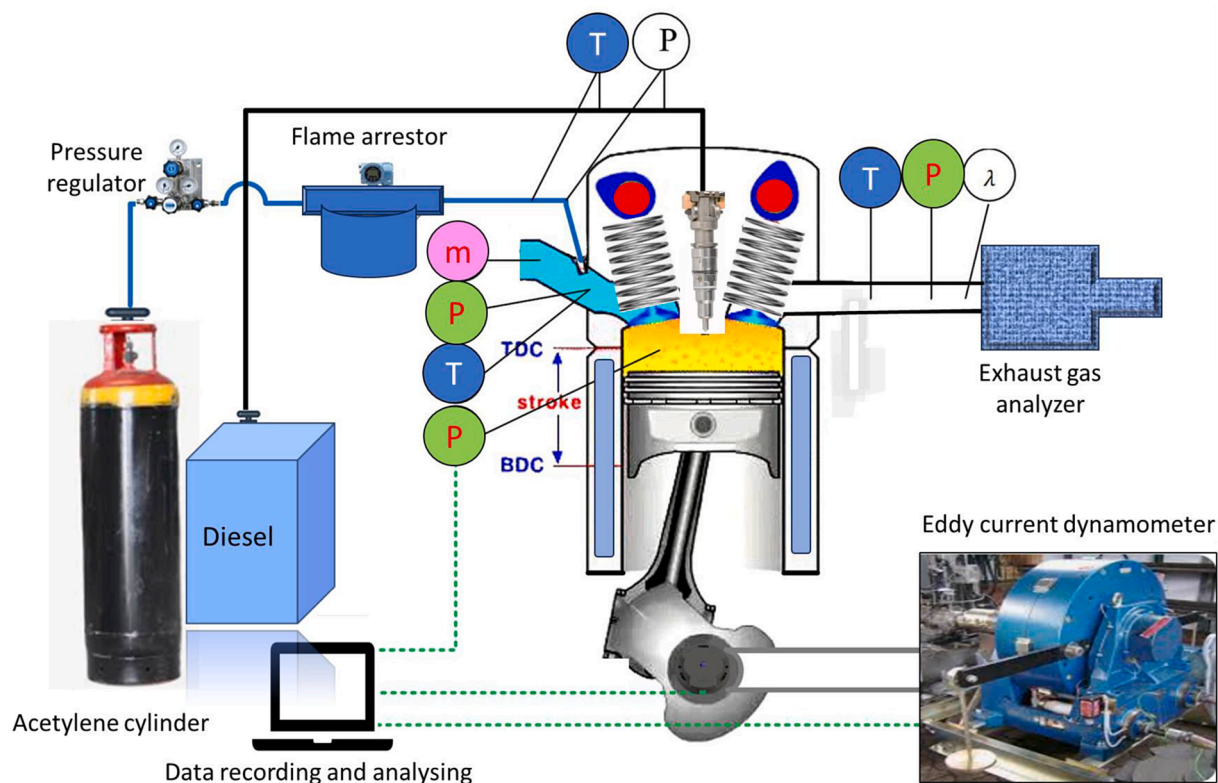 T
P
Flame arrestor
Pressure
regulator
T
P
λ
m
P
T
P
TDC
stroke
BDC
Exhaust gas
analyzer
Diesel
Eddy current dynamometer
Acetylene cylinder
Data recording and analysing